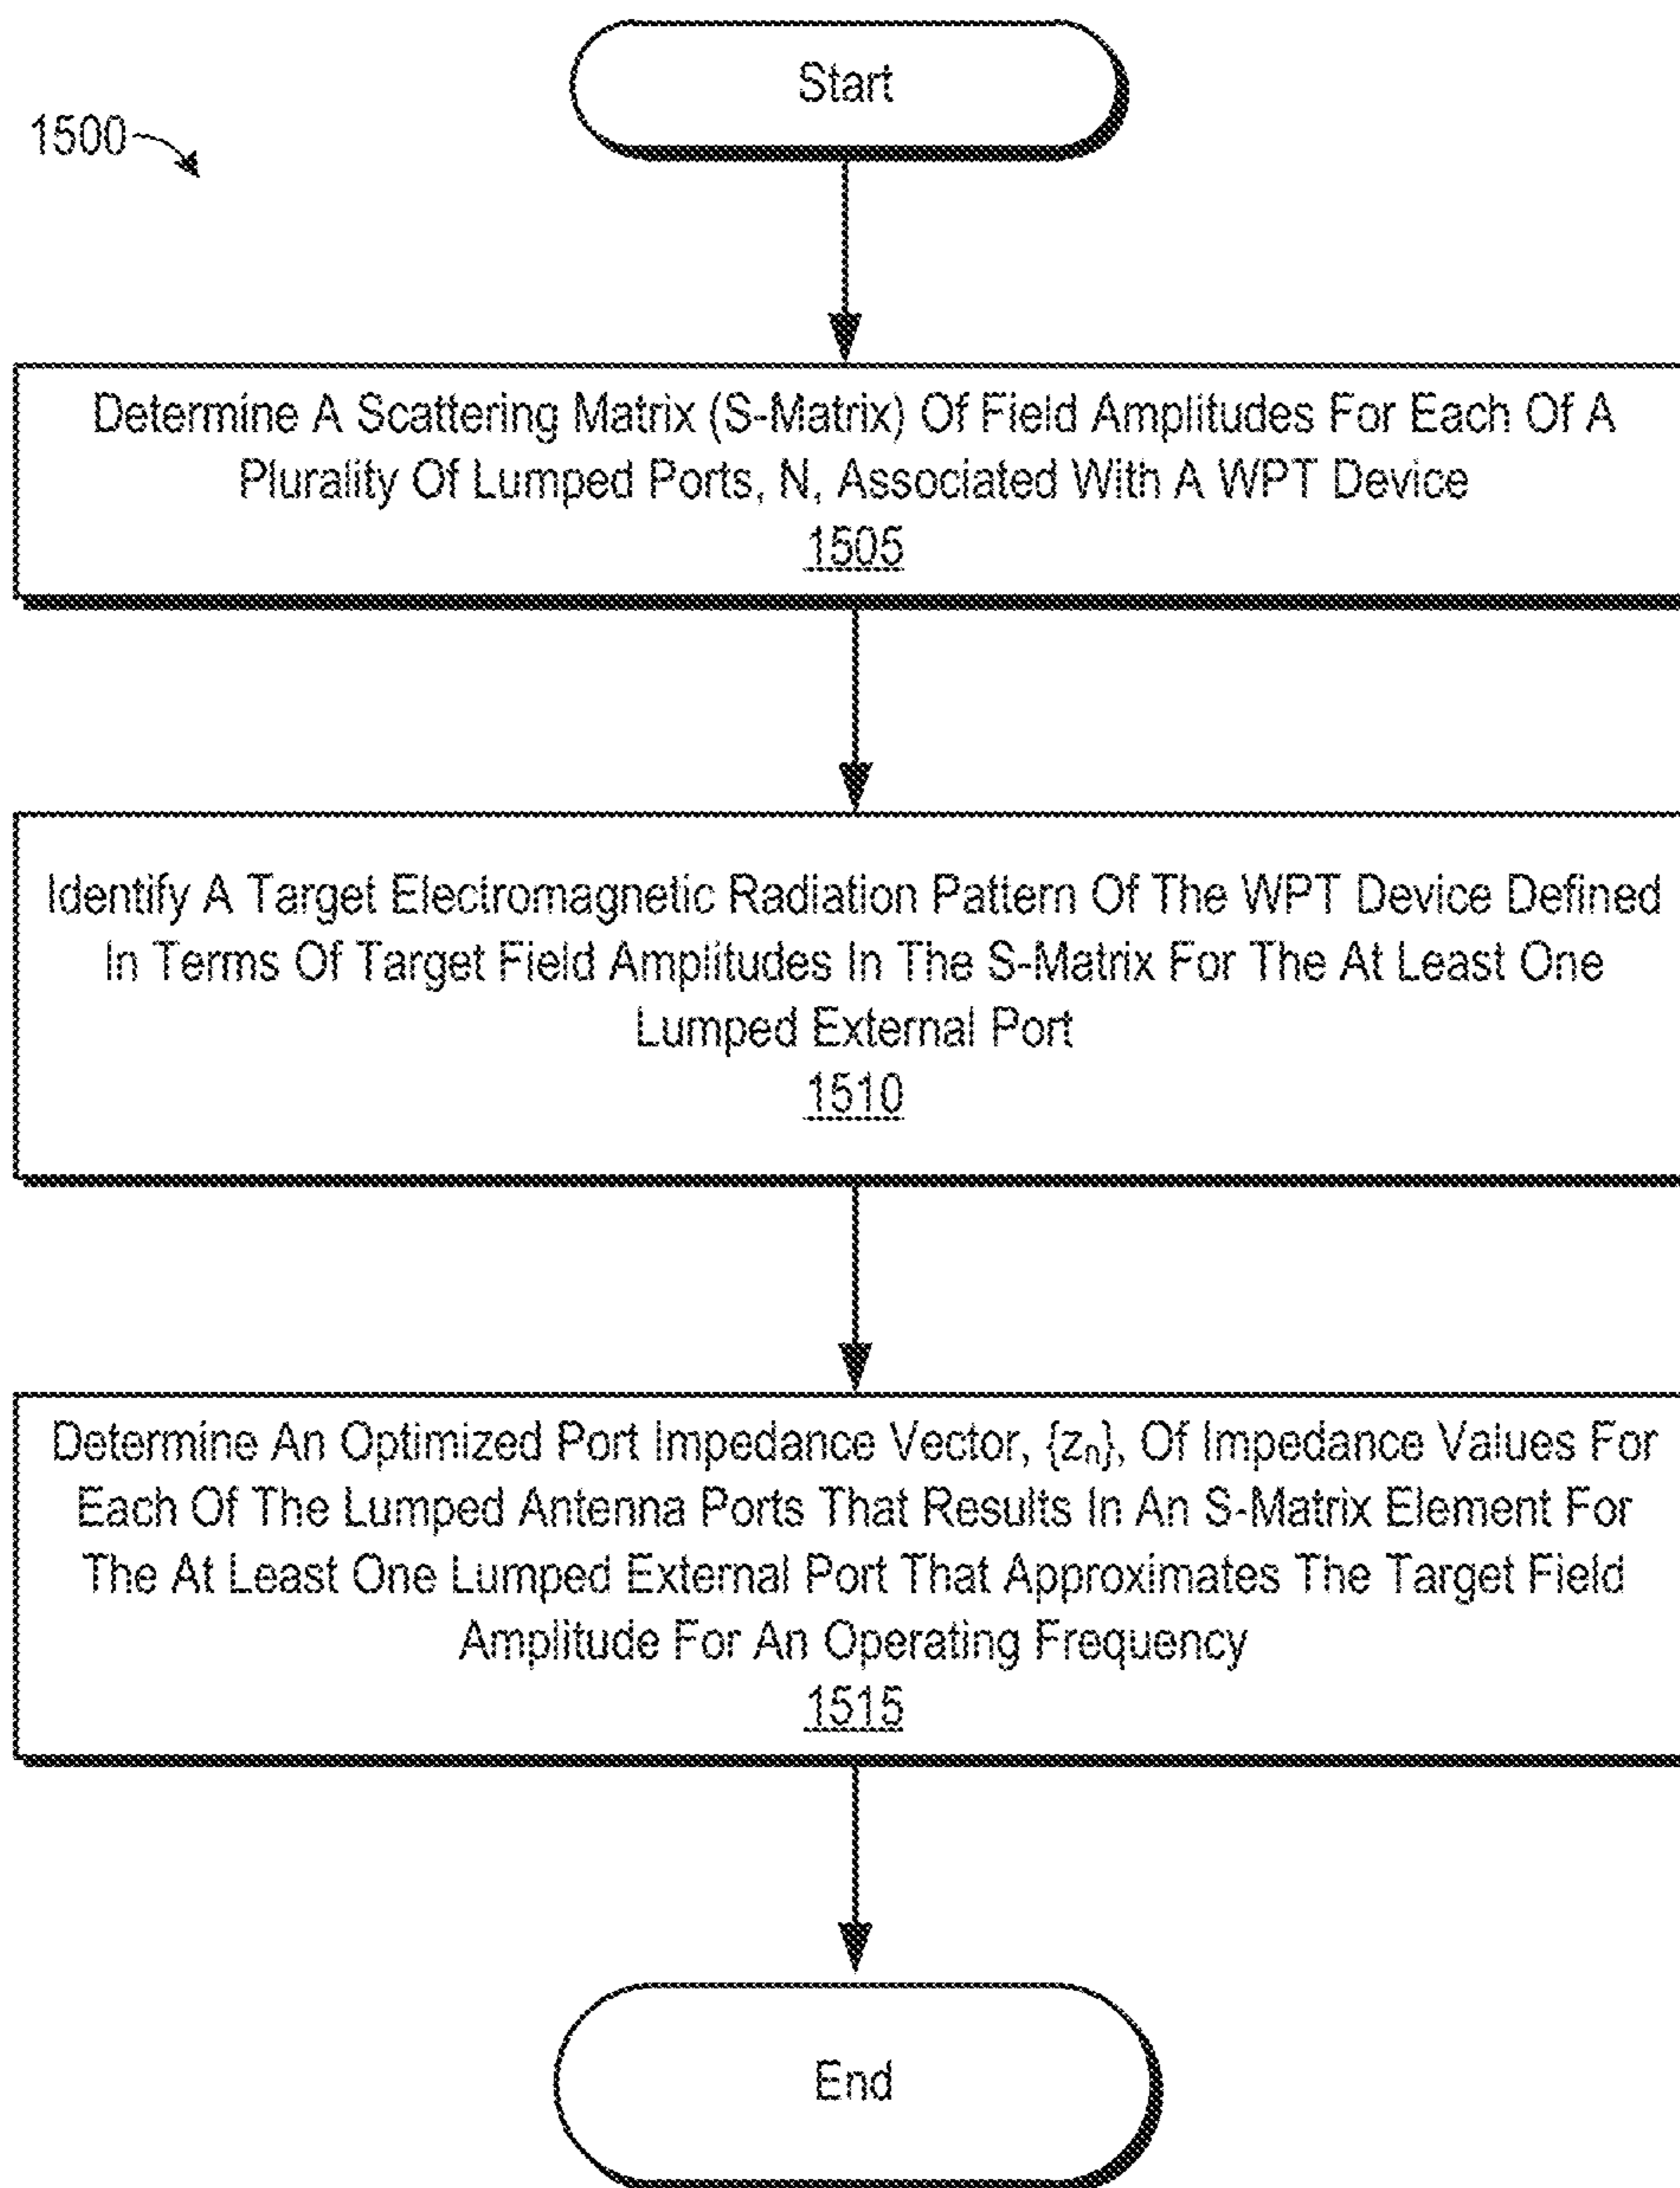 Start
1500
Determine A Scattering Matrix (S-Matrix) Of Field Amplitudes For Each Of A
Plurality Of Lumped Ports, N, Associated With A WPT Device
1505
Identify A Target Electromagnetic Radiation Pattern Of The WPT Device Defined
In Terms Of Target Field Amplitudes In The S-Matrix For The At Least One
Lumped External Port
1510
Determine An Optimized Port Impedance Vector, {zn}, Of Impedance Values For
Each Of The Lumped Antenna Ports That Results In An S-Matrix Element For
The At Least One Lumped External Port That Approximates The Target Field
Amplitude For An Operating Frequency
1515
End